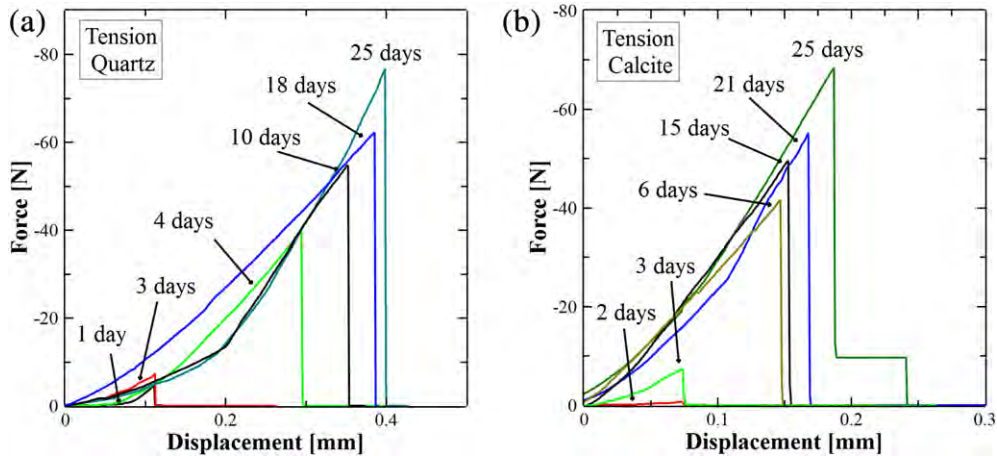 (a)
Tension
Quartz
-80
-60
-40
-20
0
Force [N]
1 day
3 days
4 days
10 days
18 days
25 days
0
0.2
0.4
Displacement [mm]
(b)
Tension
Calcite
-80
-60
-40
-20
0
Force [N]
2 days
3 days
6 days
15 days
21 days
25 days
0
0.1
0.2
0.3
Displacement [mm]